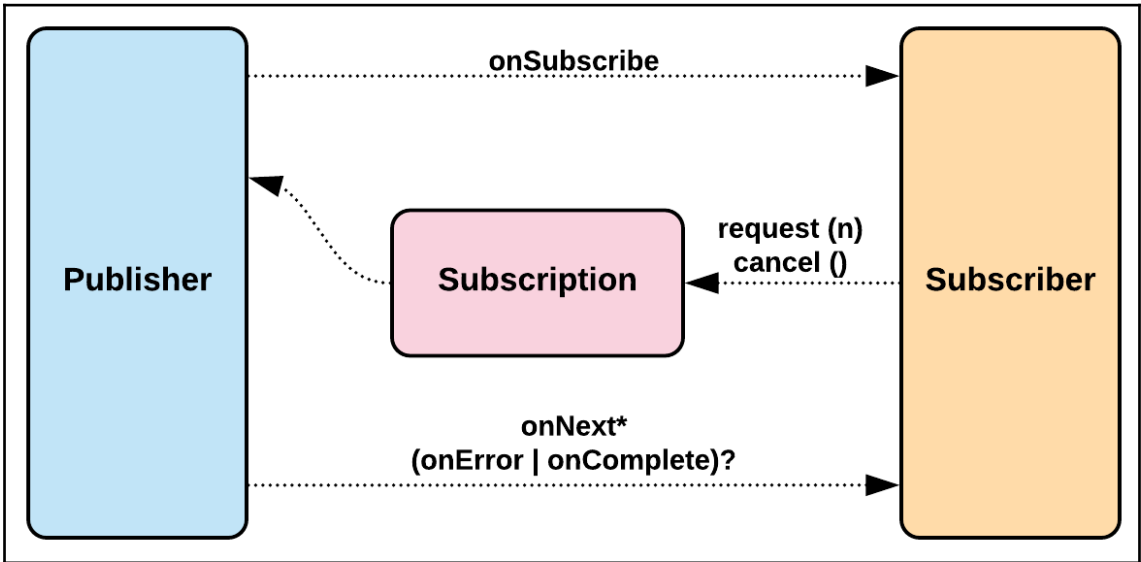 onSubscribe
Publisher
Subscription
request (n)
cancel ()
Subscriber
onNext*
(onError | onComplete)?